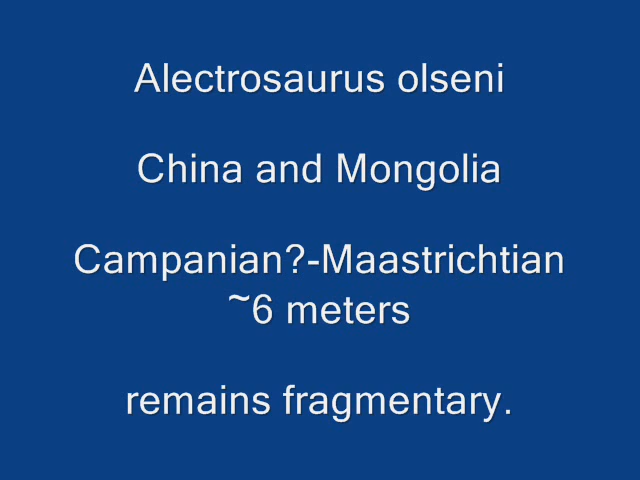 Alectrosaurus olseni
China and Mongolia
Campanian?-Maastrichtian
~6 meters
remains fragmentary.